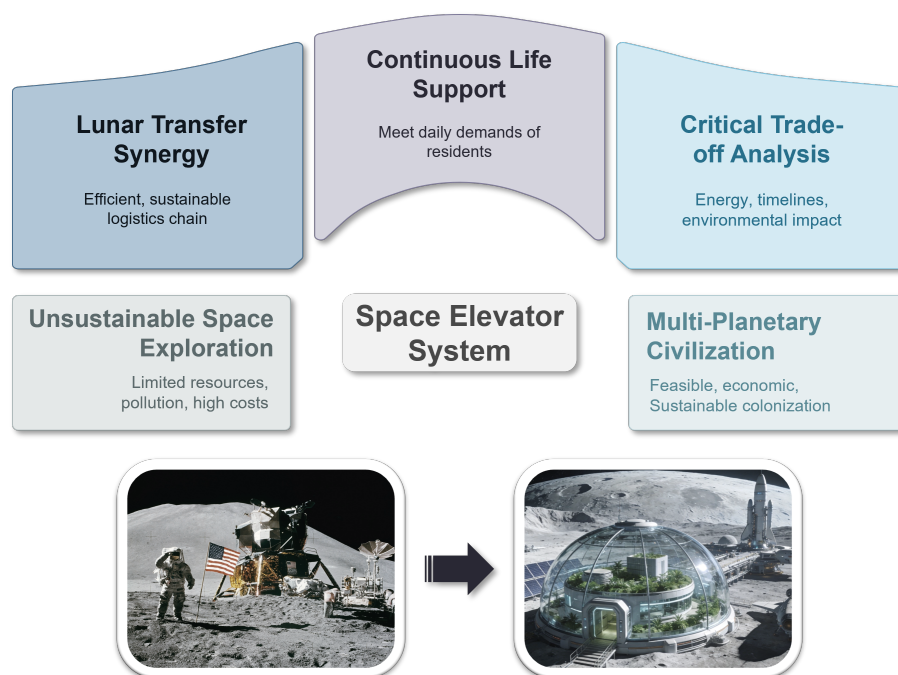 Continuous Life
Support
Meet daily demands of
residents
Lunar Transfer
Synergy
Efficient, sustainable
logistics chain
Critical Trade-
off Analysis
Energy, timelines,
environmental impact
Unsustainable Space
Exploration
Limited resources,
pollution, high costs
Space Elevator
System
Multi-Planetary
Civilization
Feasible, economic,
Sustainable colonization